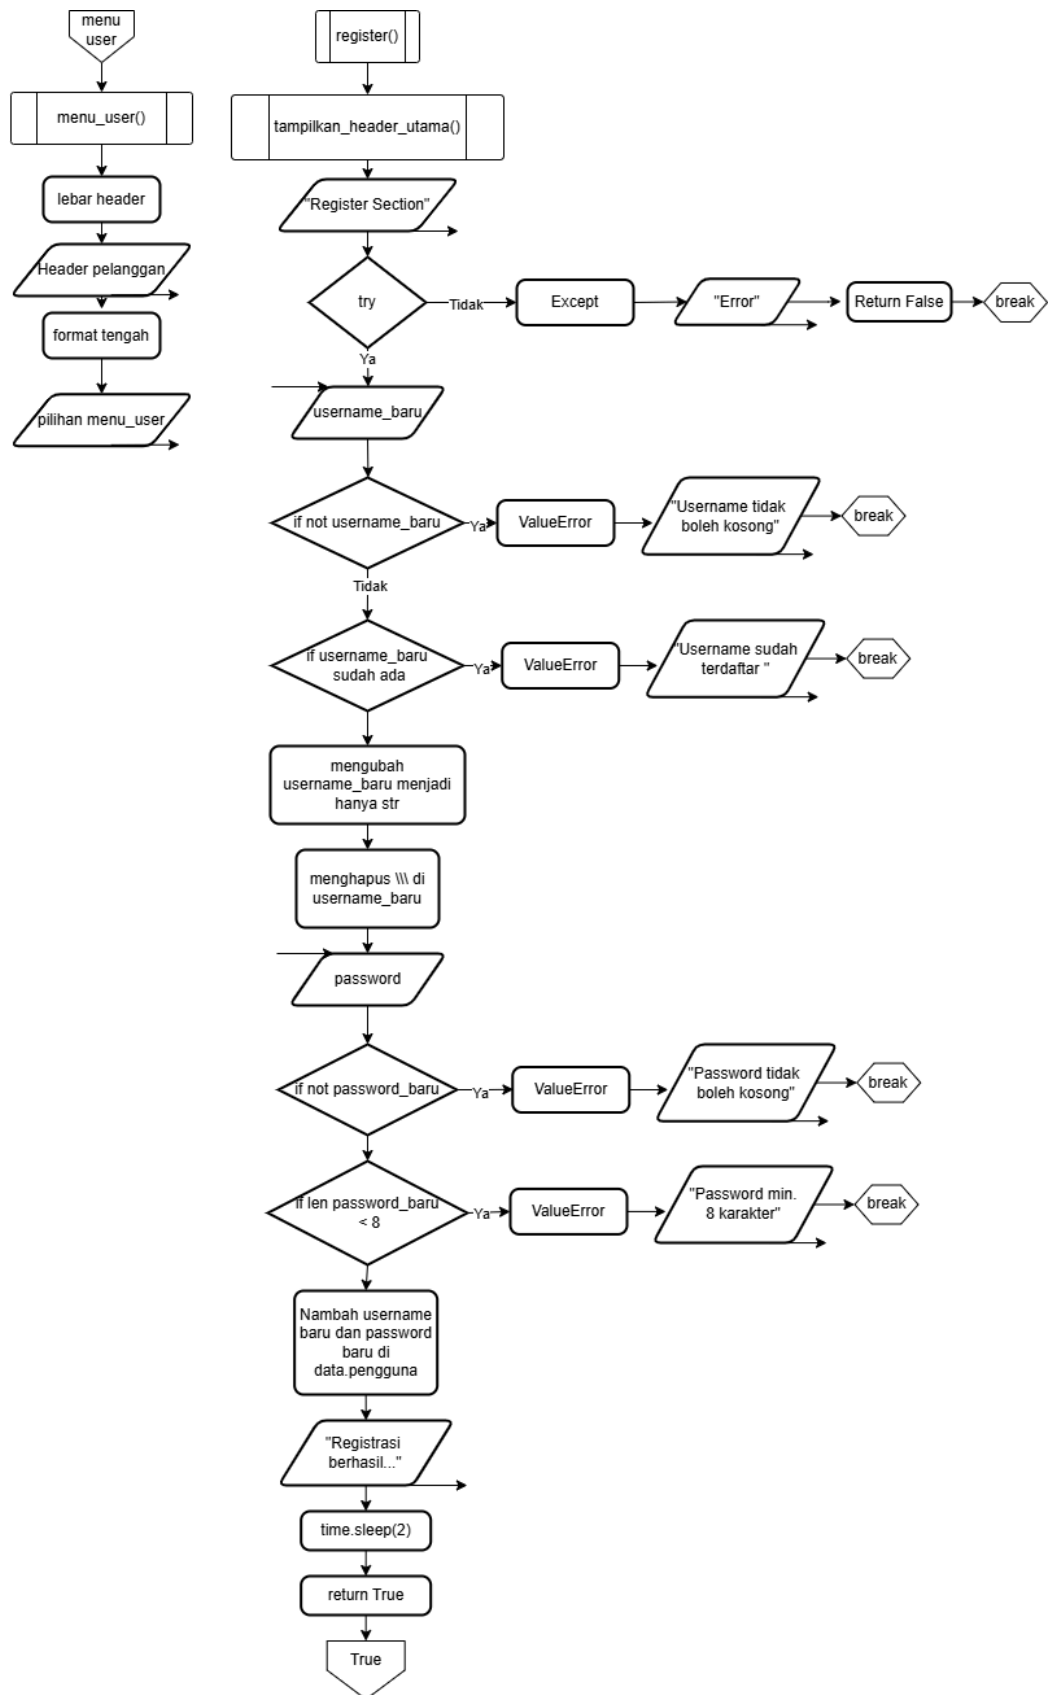 menu
user
menu_user()
lebar header
Header pelanggan
format tengah
pilihan menu_user
register()
tampilkan_header_utama()
"Register Section"
try
Tidak
Except
"Error"
Return False
break
Ya
username_baru
if not username_baru
Ya
ValueError
"Username tidak
boleh kosong"
break
Tidak
if username_baru
sudah ada
Ya
ValueError
"Username sudah
terdaftar "
break
mengubah
username_baru menjadi
hanya str
menghapus \\\ di
username_baru
password
if not password_baru
Ya
ValueError
"Password tidak
boleh kosong"
break
if len password_baru
< 8
Ya
ValueError
"Password min.
8 karakter"
break
Nambah username
baru dan password
baru di
data.pengguna
"Registrasi
berhasil..."
time.sleep(2)
return True
True